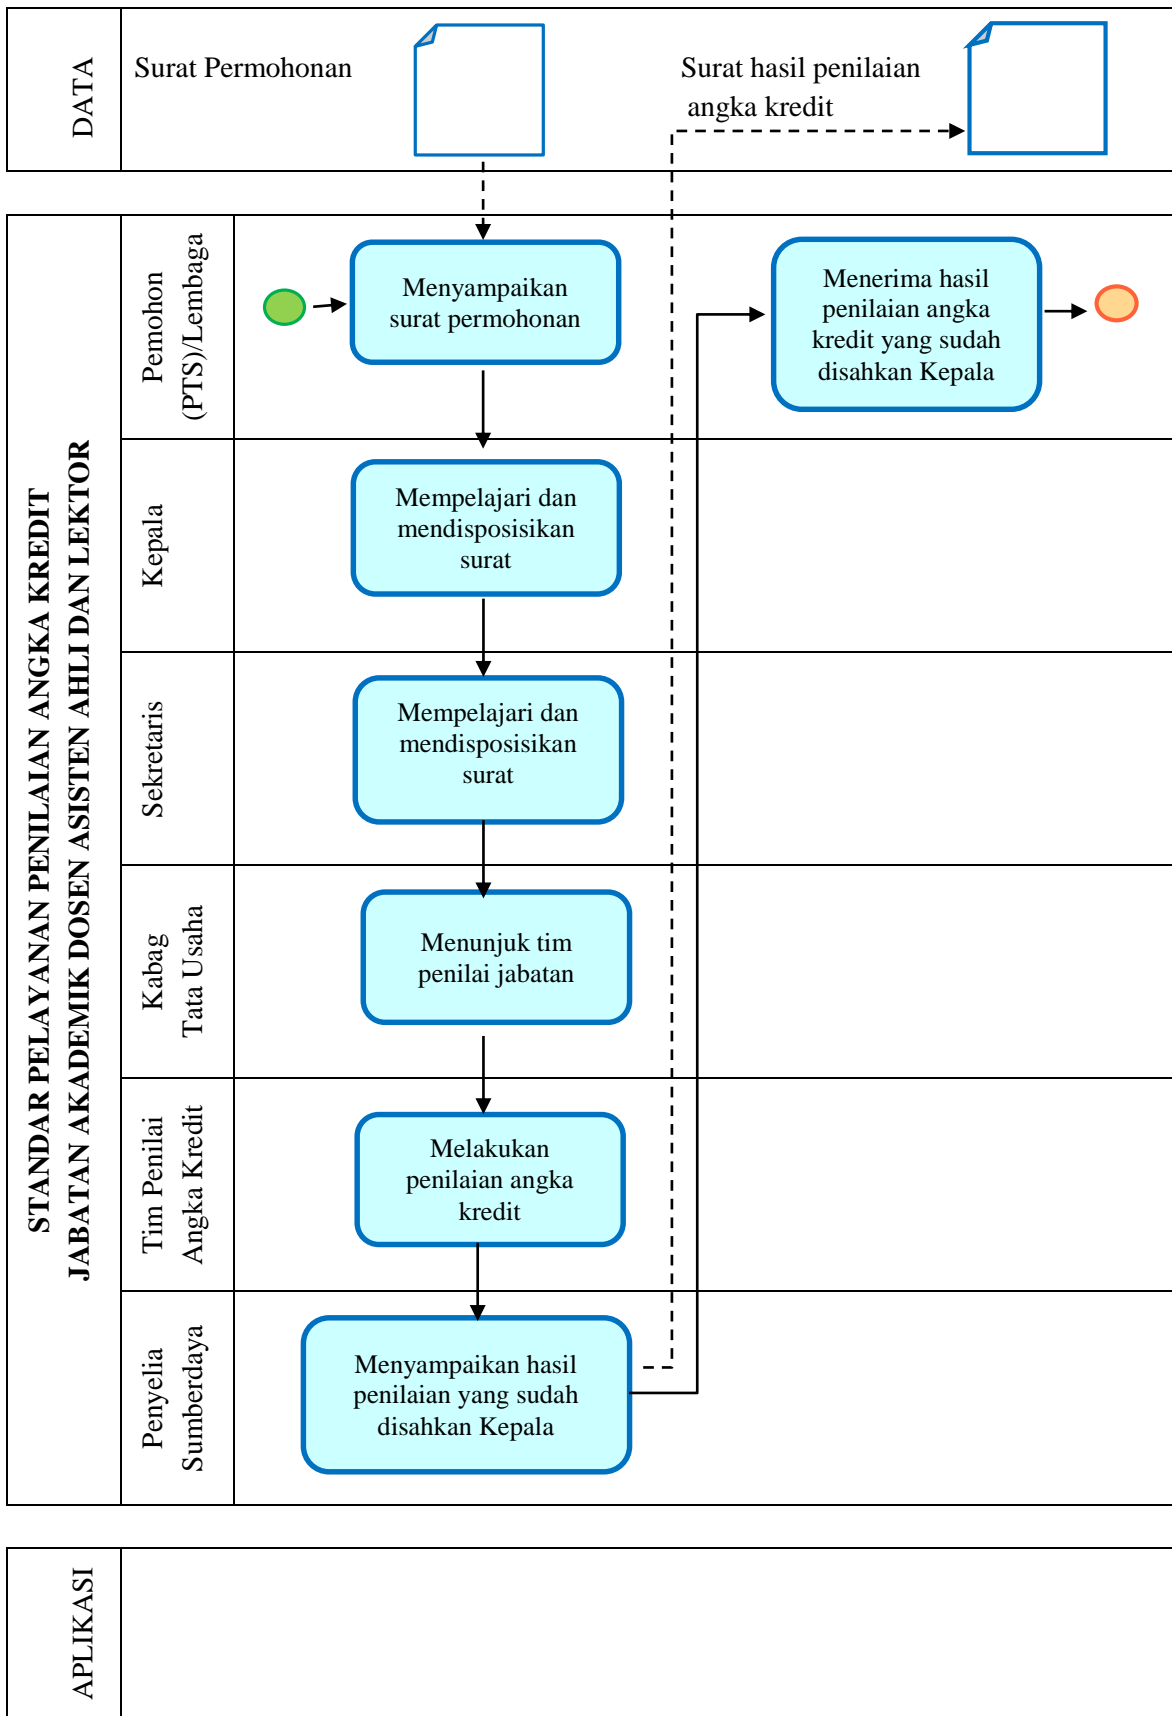 DATA
Surat Permohonan
Surat hasil penilaian
angka kredit
STANDAR PELAYANAN PENILAIAN ANGKA KREDIT
JABATAN AKADEMIK DOSEN ASISTEN AHLI DAN LEKTOR
Pemohon
(PTS)/Lembaga
Menyampaikan
surat permohonan
Menerima hasil
penilaian angka
kredit yang sudah
disahkan Kepala
Kepala
Mempelajari dan
mendisposisikan
surat
Sekretaris
Mempelajari dan
mendisposisikan
surat
Kabag
Tata Usaha
Menunjuk tim
penilai jabatan
Tim Penilai
Angka Kredit
Melakukan
penilaian angka
kredit
Penyelia
Sumberdaya
Menyampaikan hasil
penilaian yang sudah
disahkan Kepala
APLIKASI